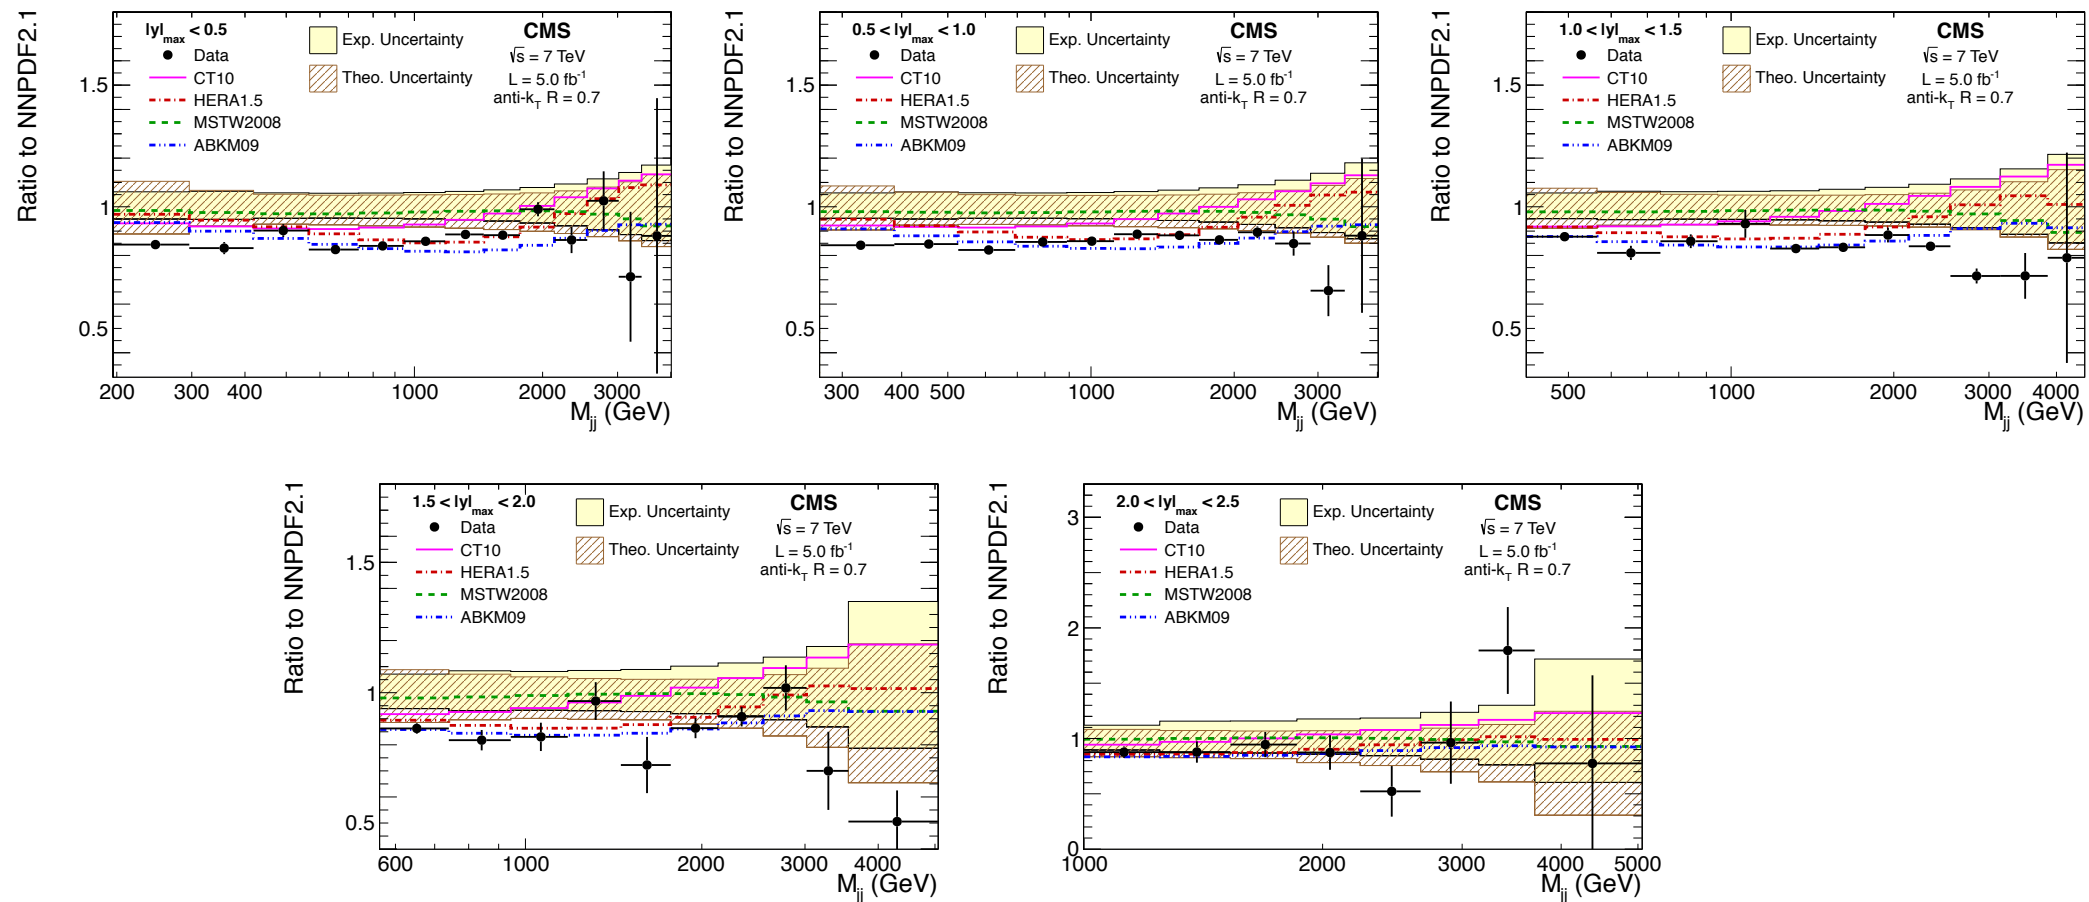 Ratio to NNPDF2.1
|y|max < 0.5
Data
CT10
HERA1.5
MSTW2008
ABKM09
Exp. Uncertainty
Theo. Uncertainty
CMS
√s = 7 TeV
L = 5.0 fb-1
anti-kT R = 0.7
1.5
1
0.5
200 300 400 1000 2000 3000
Mjj (GeV)
Ratio to NNPDF2.1
0.5 < |y|max < 1.0
Data
CT10
HERA1.5
MSTW2008
ABKM09
Exp. Uncertainty
Theo. Uncertainty
CMS
√s = 7 TeV
L = 5.0 fb-1
anti-kT R = 0.7
1.5
1
0.5
300 400 500 1000 2000 3000
Mjj (GeV)
Ratio to NNPDF2.1
1.0 < |y|max < 1.5
Data
CT10
HERA1.5
MSTW2008
ABKM09
Exp. Uncertainty
Theo. Uncertainty
CMS
√s = 7 TeV
L = 5.0 fb-1
anti-kT R = 0.7
1.5
1
0.5
500 1000 2000 3000 4000
Mjj (GeV)
Ratio to NNPDF2.1
1.5 < |y|max < 2.0
Data
CT10
HERA1.5
MSTW2008
ABKM09
Exp. Uncertainty
Theo. Uncertainty
CMS
√s = 7 TeV
L = 5.0 fb-1
anti-kT R = 0.7
1.5
1
0.5
600 1000 2000 3000 4000
Mjj (GeV)
Ratio to NNPDF2.1
2.0 < |y|max < 2.5
Data
CT10
HERA1.5
MSTW2008
ABKM09
Exp. Uncertainty
Theo. Uncertainty
CMS
√s = 7 TeV
L = 5.0 fb-1
anti-kT R = 0.7
3
2
1
0
1000 2000 3000 4000 5000
Mjj (GeV)